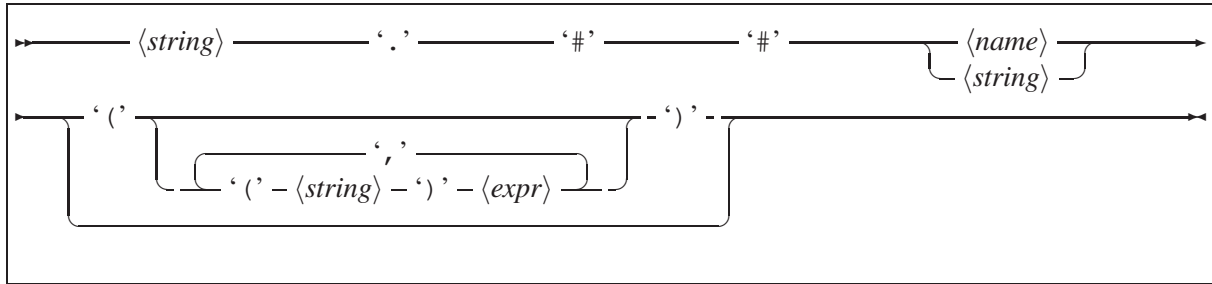 ⟨string⟩ ‘.’ ‘#’ ‘#’ ⟨name⟩
⟨string⟩
‘(’ ‘)’
‘,’
‘(’ ⟨string⟩ ‘)’ ⟨expr⟩